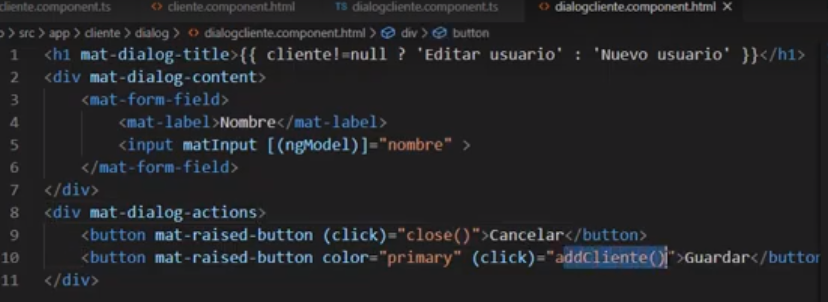 cliente.component.ts <> cliente.component.html TS dialogcliente.component.ts <> dialogcliente.component.html ×
> src > app > cliente > dialog > <> dialogcliente.component.html > div > button
1 <h1 mat-dialog-title>{{ cliente!=null ? 'Editar usuario' : 'Nuevo usuario' }}</h1>
2 <div mat-dialog-content>
3 <mat-form-field>
4 <mat-label>Nombre</mat-label>
5 <input matInput [(ngModel)]="nombre" >
6 </mat-form-field>
7 </div>
8 <div mat-dialog-actions>
9 <button mat-raised-button (click)="close()">Cancelar</button>
10 <button mat-raised-button color="primary" (click)="addCliente()">Guardar</button
11 </div>